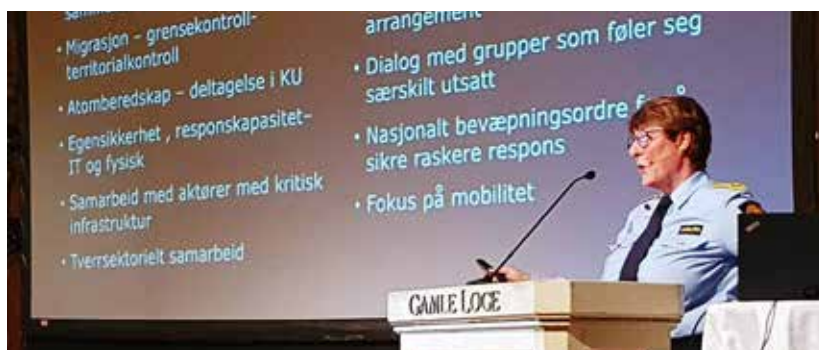 • Migrasjon – grensekontroll-
territorialkontroll
• Atomberedskap – deltagelse i KU
• Egensikkerhet , responskapasitet–
IT og fysisk
• Samarbeid med aktører med kritisk
infrastruktur
• Tverrsektorielt samarbeid
arrangement
• Dialog med grupper som føler seg
særskilt utsatt
• Nasjonalt bevæpningsordre
sikre raskere respons
• Fokus på mobilitet
GAMLE LOGE